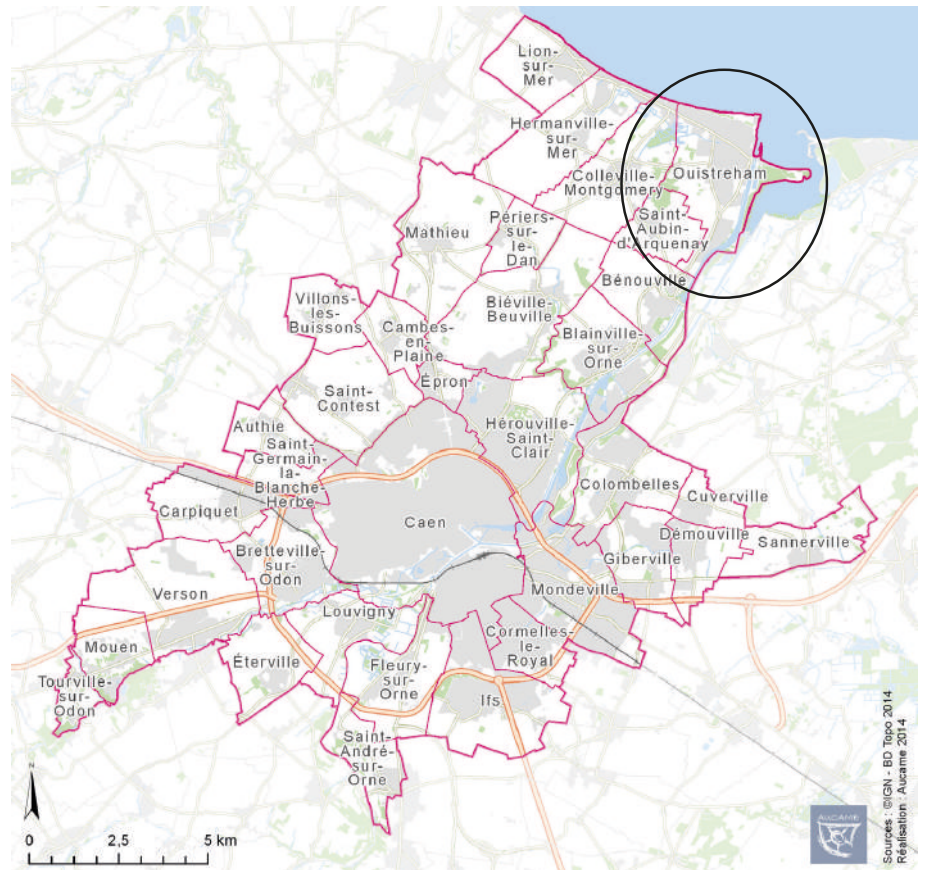 Lion-
sur-
Mer
Hermanville-
sur-
Mer
Colleville-
Montgomery
Ouistreham
Saint-
Aubin-
d'Arquenay
Mathieu
Périers-
sur-
le-
Dan
Bénouville
Villons-
les-
Buissons
Cambes-
en-
Plaine
Biéville-
Beuville
Blainville-
sur-
Orne
Épron
Saint-
Contest
Hérouville-
Saint-
Clair
Authie
Saint-
Germain-
la-
Blanche-
Herbe
Carpiquet
Caen
Colombelles
Cuverville
Démouville
Sannerville
Giberville
Mondeville
Bretteville-
sur-
Odon
Verson
Louvigny
Cormelles-
le-
Royal
Mouen
Éterville
Fleury-
sur-
Orne
Ifs
Tourville-
sur-
Odon
Saint-
André-
sur-
Orne
N
0 2,5 5 km
AUCAME
Sources : ©IGN - BD Topo 2014
Réalisation : Aucame 2014